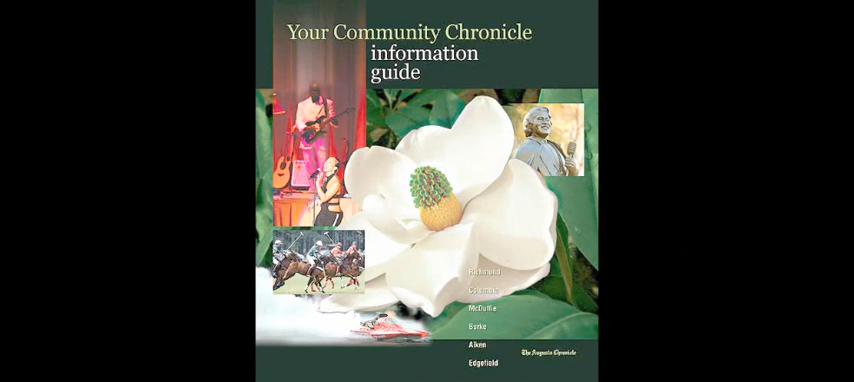 Your Community Chronicle
information
guide
Richmond
Columbia
McDuffie
Burke
Aiken
Edgefield
The Augusta Chronicle